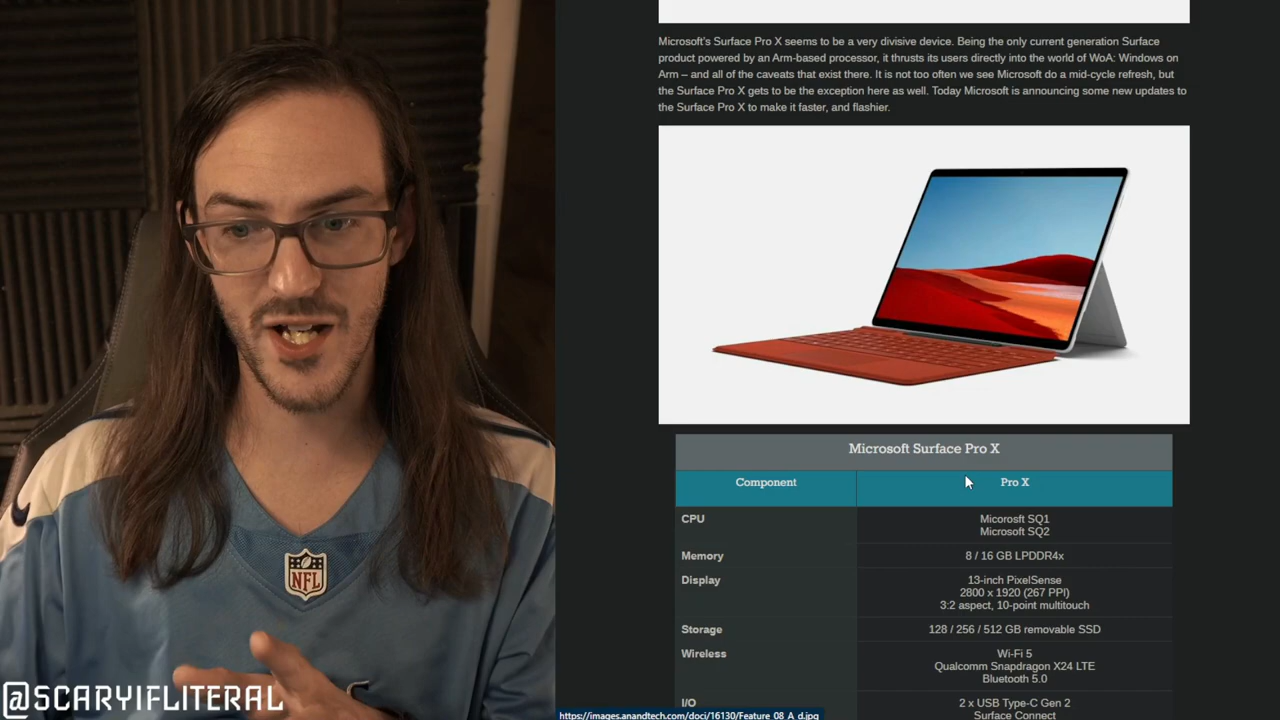 Microsoft's Surface Pro X seems to be a very divisive device. Being the only current generation Surface
product powered by an Arm-based processor, it thrusts its users directly into the world of WoA: Windows on
Arm – and all of the caveats that exist there. It is not too often we see Microsoft do a mid-cycle refresh, but
the Surface Pro X gets to be the exception here as well. Today Microsoft is announcing some new updates to
the Surface Pro X to make it faster, and flashier.
Microsoft Surface Pro X
Component
Pro X
CPU
Micorosft SQ1
Microsoft SQ2
Memory
8 / 16 GB LPDDR4x
Display
13-inch PixelSense
2800 x 1920 (267 PPI)
3:2 aspect, 10-point multitouch
Storage
128 / 256 / 512 GB removable SSD
Wireless
Wi-Fi 5
Qualcomm Snapdragon X24 LTE
Bluetooth 5.0
I/O
2 x USB Type-C Gen 2
Surface Connect
https://images.anandtech.com/doci/16130/Feature_08_A_d.jpg
NFL
@SCARYIFLITERAL